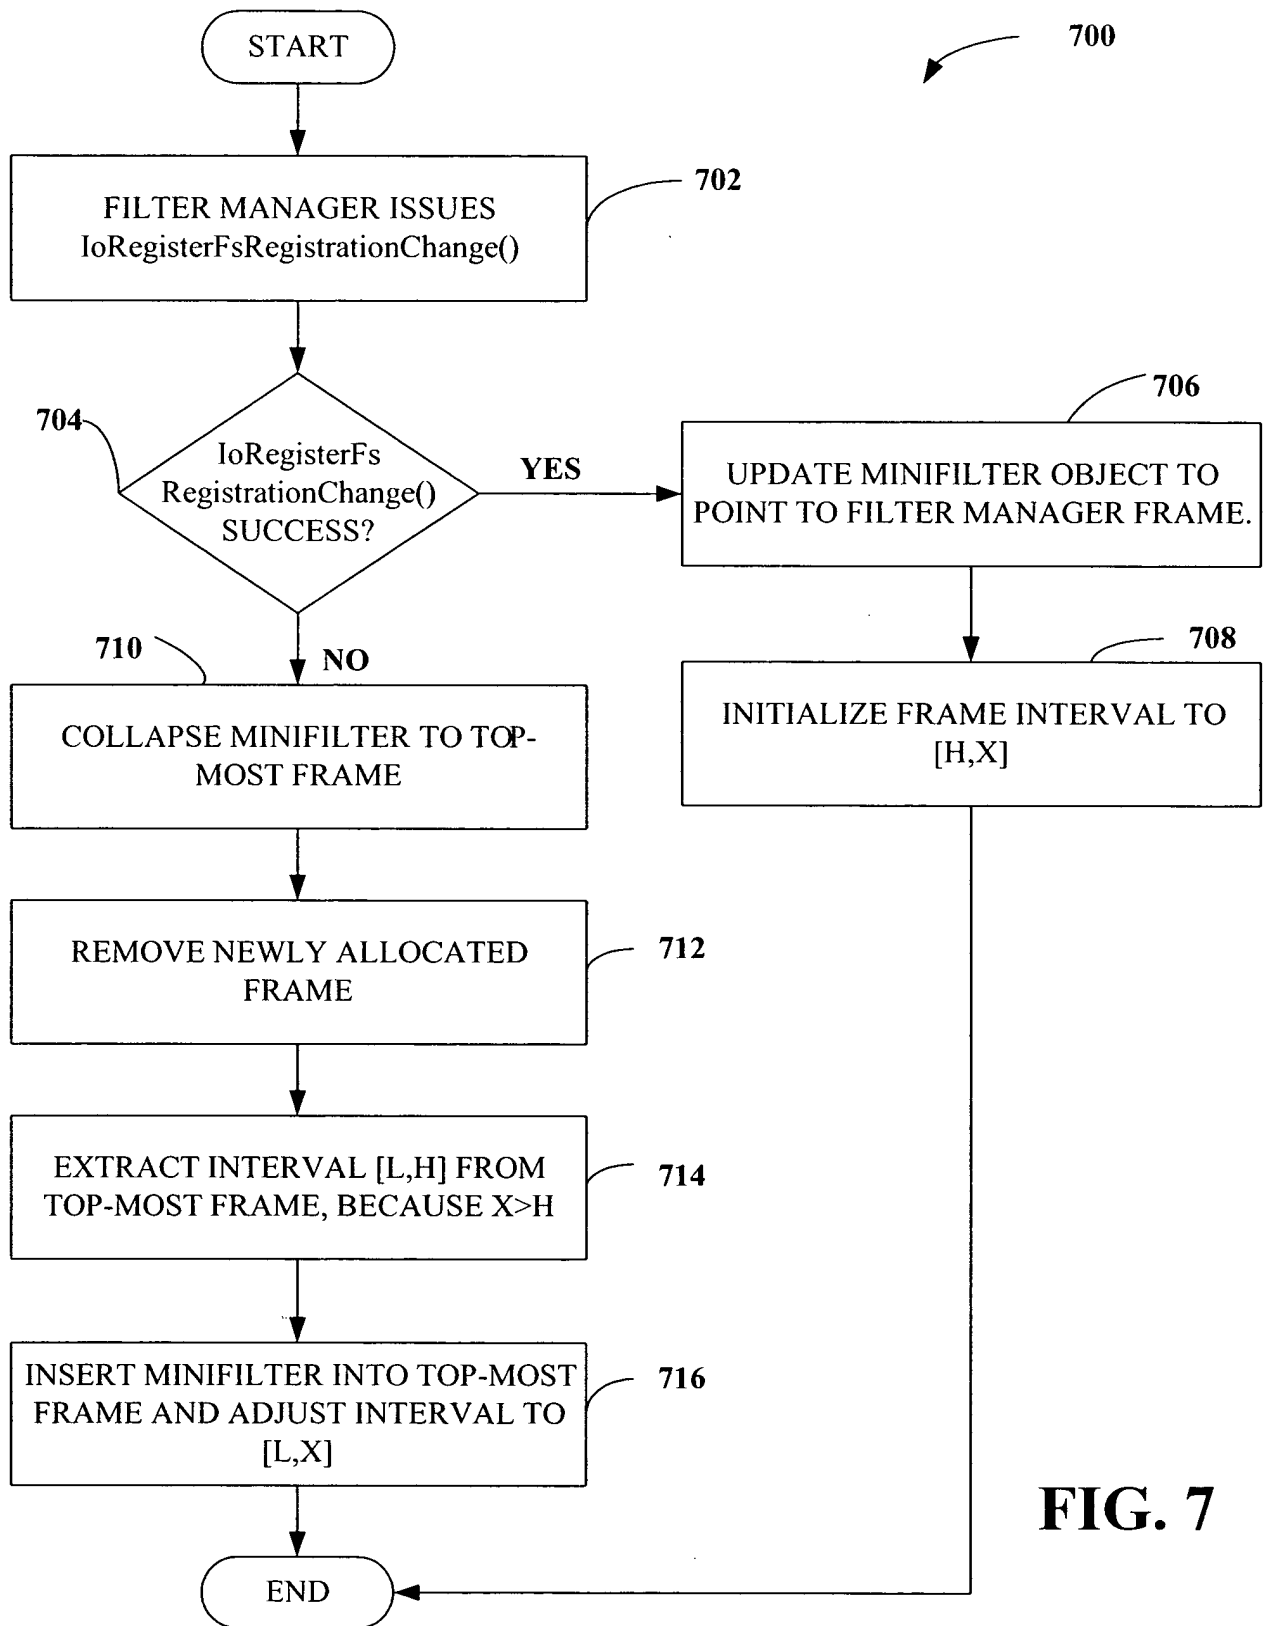 START
700
702
FILTER MANAGER ISSUES
IoRegisterFsRegistrationChange()
704
IoRegisterFs
RegistrationChange()
SUCCESS?
YES
706
UPDATE MINIFILTER OBJECT TO
POINT TO FILTER MANAGER FRAME.
708
INITIALIZE FRAME INTERVAL TO
[H,X]
NO
710
COLLAPSE MINIFILTER TO TOP-
MOST FRAME
712
REMOVE NEWLY ALLOCATED
FRAME
714
EXTRACT INTERVAL [L,H] FROM
TOP-MOST FRAME, BECAUSE X>H
716
INSERT MINIFILTER INTO TOP-MOST
FRAME AND ADJUST INTERVAL TO
[L,X]
END
FIG. 7